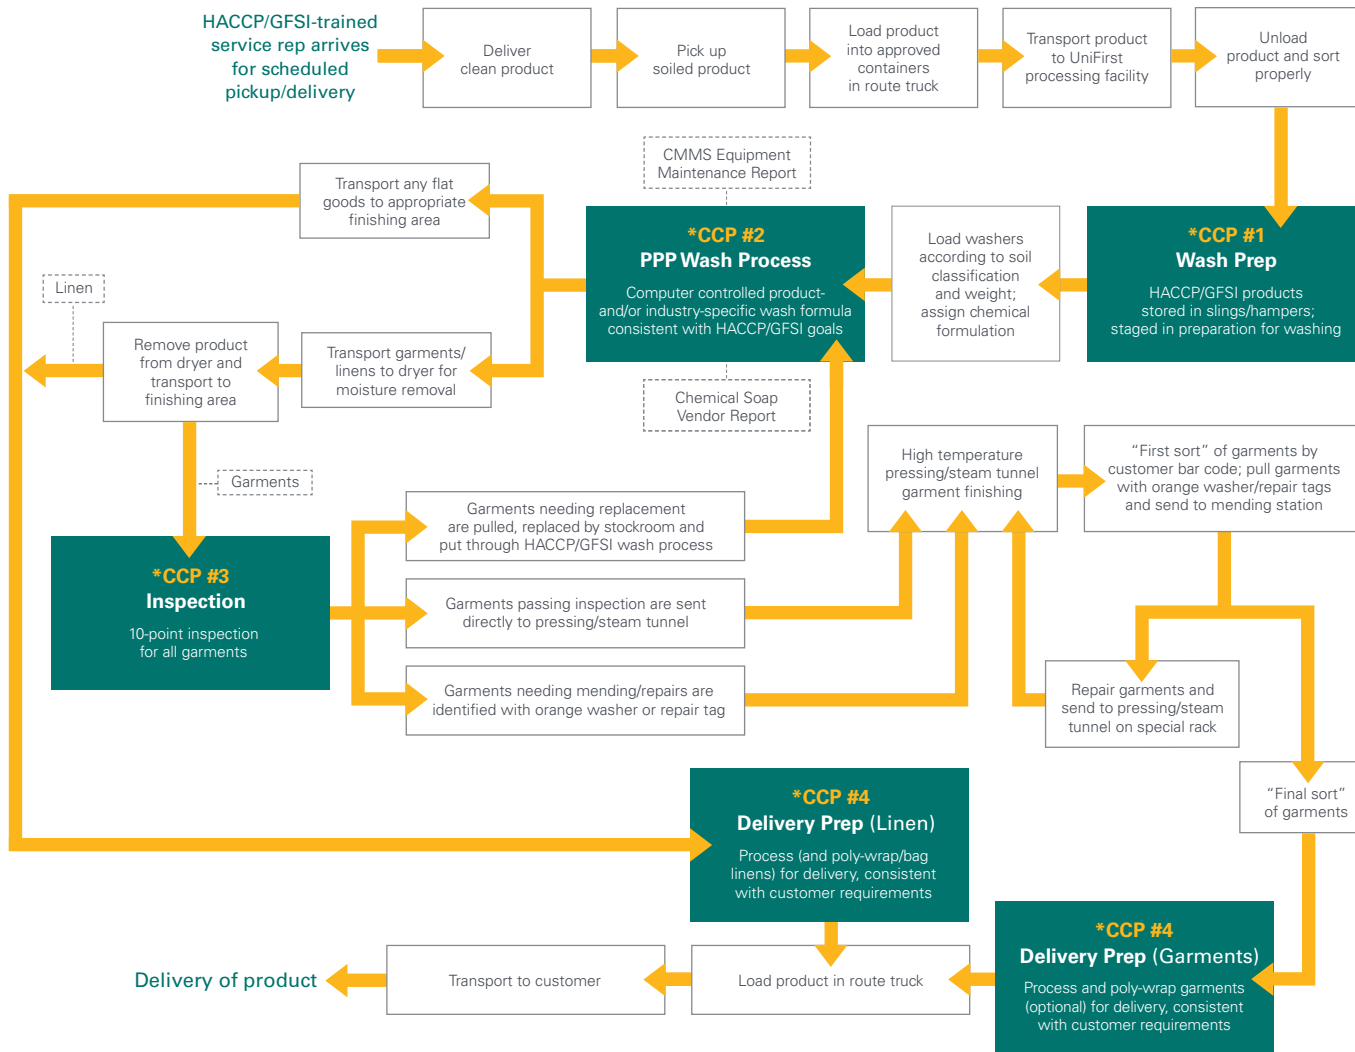 HACCP/GFSI-trained
service rep arrives
for scheduled
pickup/delivery
Deliver
clean product
Pick up
soiled product
Load product
into approved
containers
in route truck
Transport product
to UniFirst
processing facility
Unload
product and sort
properly
CMMS Equipment
Maintenance Report
Transport any flat
goods to appropriate
finishing area
*CCP #2
PPP Wash Process
Computer controlled product-
and/or industry-specific wash formula
consistent with HACCP/GFSI goals
Load washers
according to soil
classification
and weight;
assign chemical
formulation
*CCP #1
Wash Prep
HACCP/GFSI products
stored in slings/hampers;
staged in preparation for washing
Linen
Remove product
from dryer and
transport to
finishing area
Transport garments/
linens to dryer for
moisture removal
Chemical Soap
Vendor Report
Garments
High temperature
pressing/steam tunnel
garment finishing
“First sort” of garments by
customer bar code; pull garments
with orange washer/repair tags
and send to mending station
Garments needing replacement
are pulled, replaced by stockroom and
put through HACCP/GFSI wash process
*CCP #3
Inspection
10-point inspection
for all garments
Garments passing inspection are sent
directly to pressing/steam tunnel
Garments needing mending/repairs are
identified with orange washer or repair tag
Repair garments and
send to pressing/steam
tunnel on special rack
*CCP #4
Delivery Prep (Linen)
Process (and poly-wrap/bag
linens) for delivery, consistent
with customer requirements
“Final sort”
of garments
*CCP #4
Delivery Prep (Garments)
Process and poly-wrap garments
(optional) for delivery, consistent
with customer requirements
Delivery of product
Transport to customer
Load product in route truck